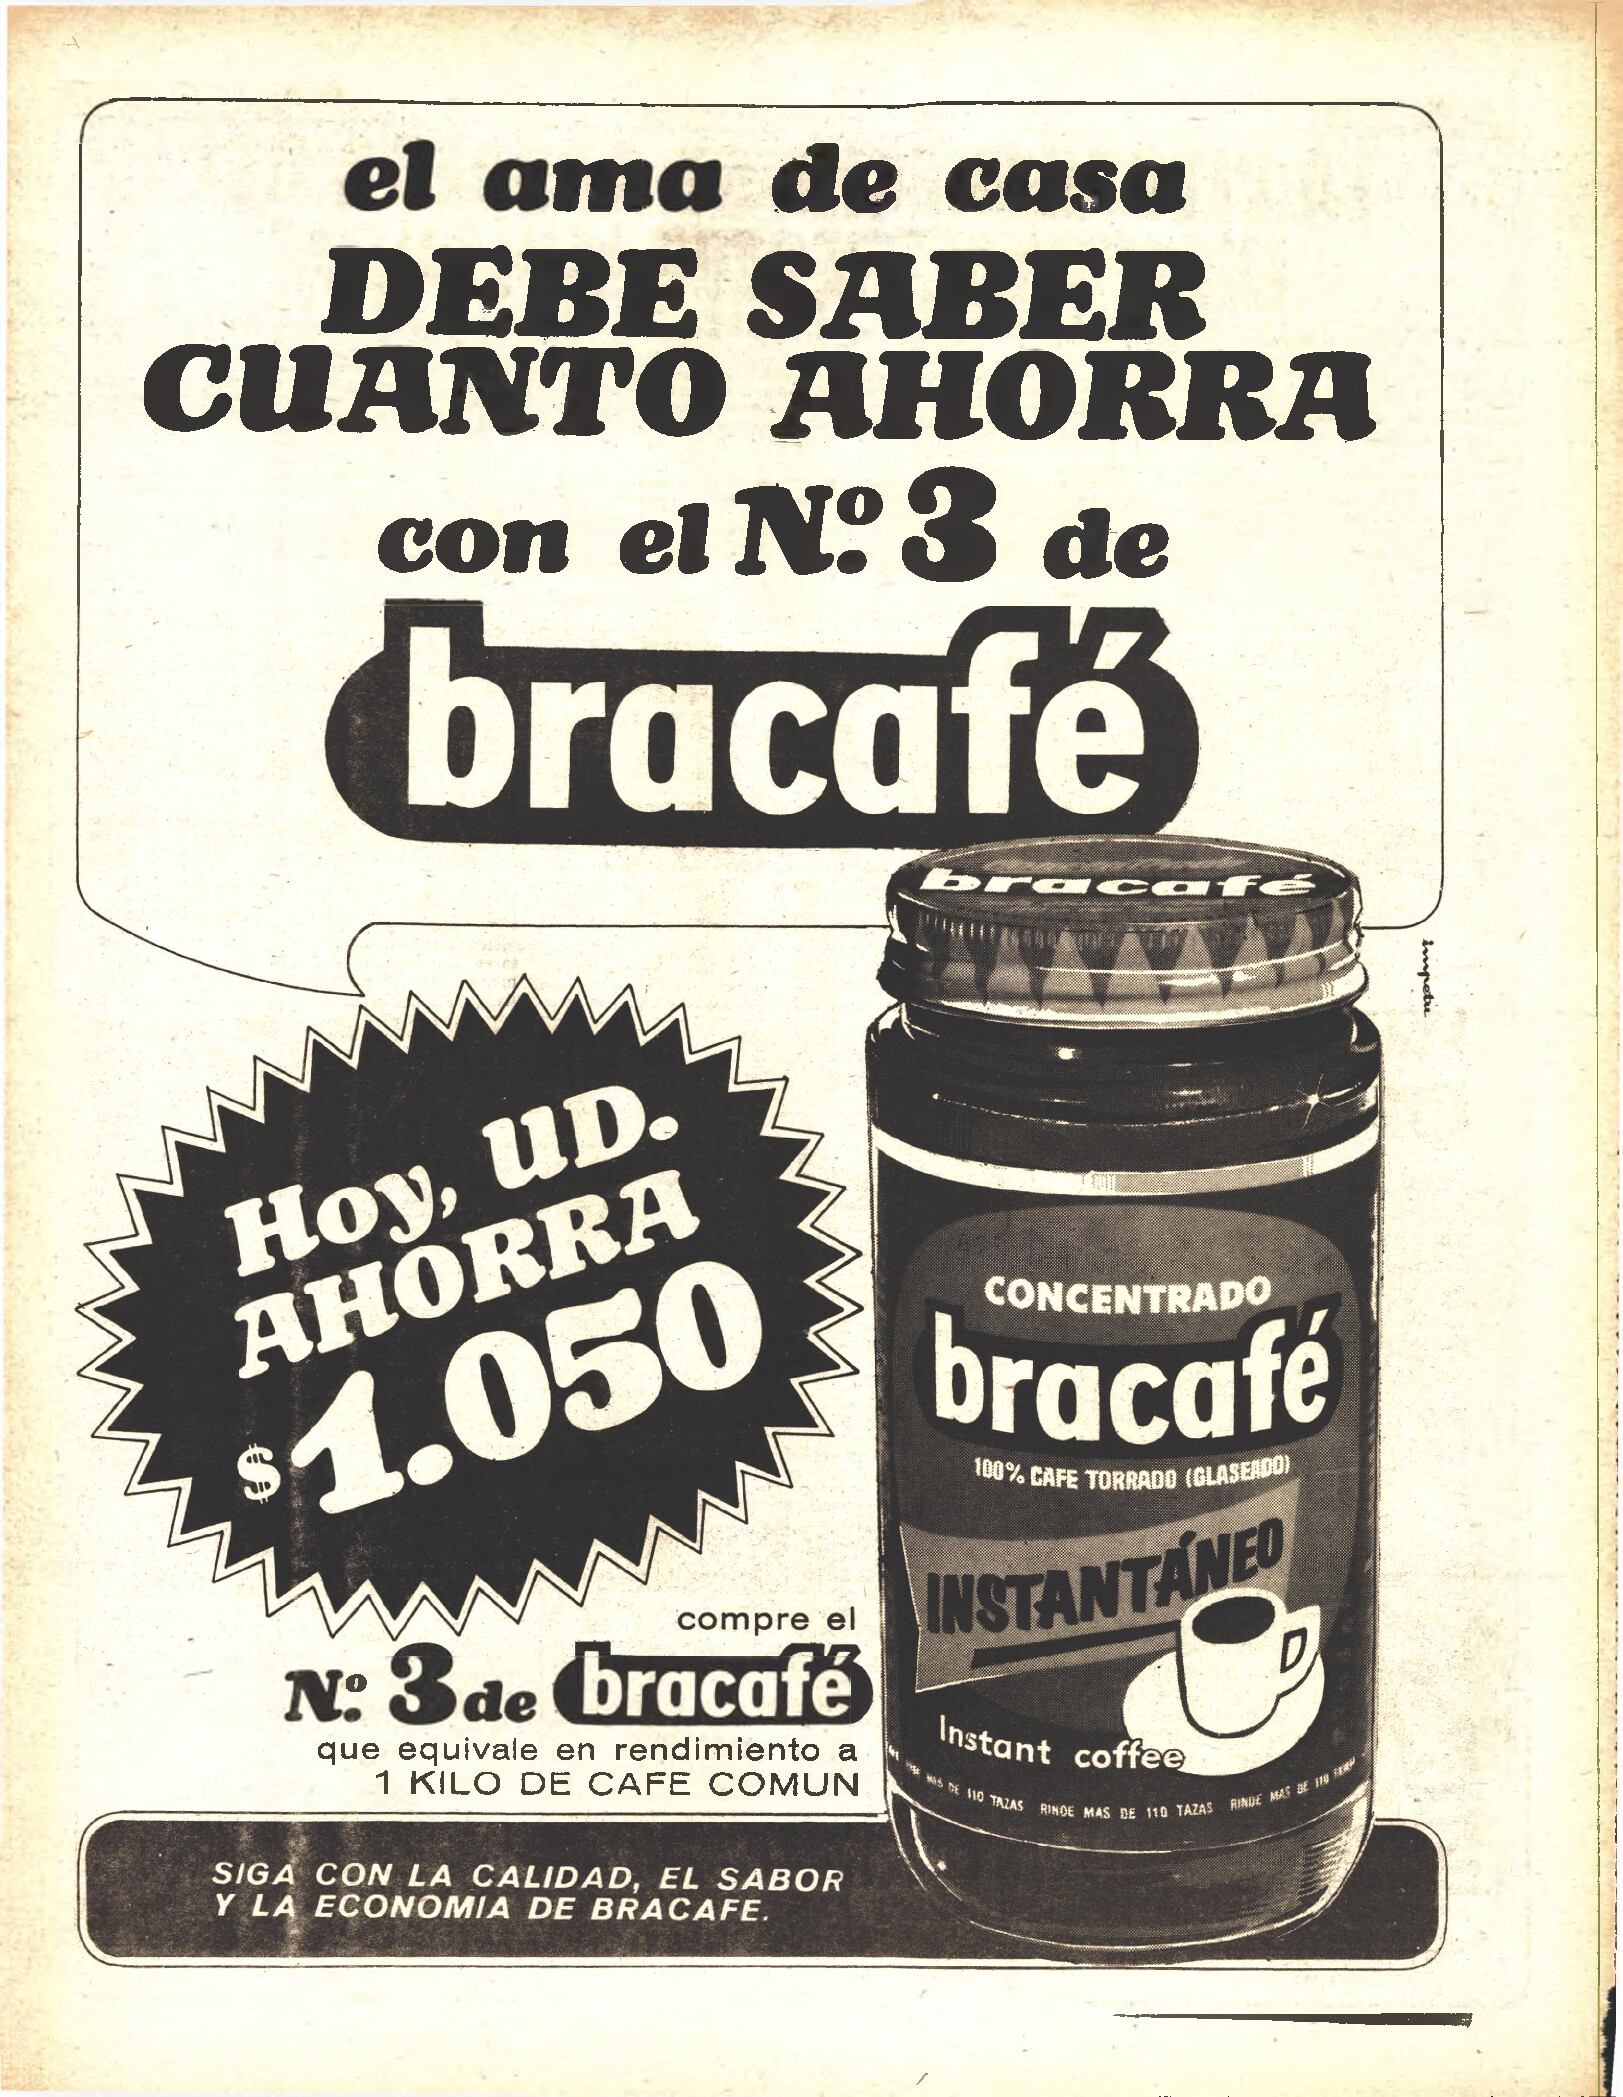 el ama de casa
DEBE SABER
CUANTO AHORRA
con el Nº. 3 de
bracafé
bracafé
impetu
Hoy, UD.
AHORRA
$ 1.050
CONCENTRADO
bracafé
100% CAFE TORRADO (GLASEADO)
INSTANTÁNEO
Instant coffee
MAS DE 110 TAZAS RINDE MAS DE 110 TAZAS RINDE MAS DE 110
compre el
Nº. 3 de bracafé
que equivale en rendimiento a
1 KILO DE CAFE COMUN
SIGA CON LA CALIDAD, EL SABOR
Y LA ECONOMIA DE BRACAFE.